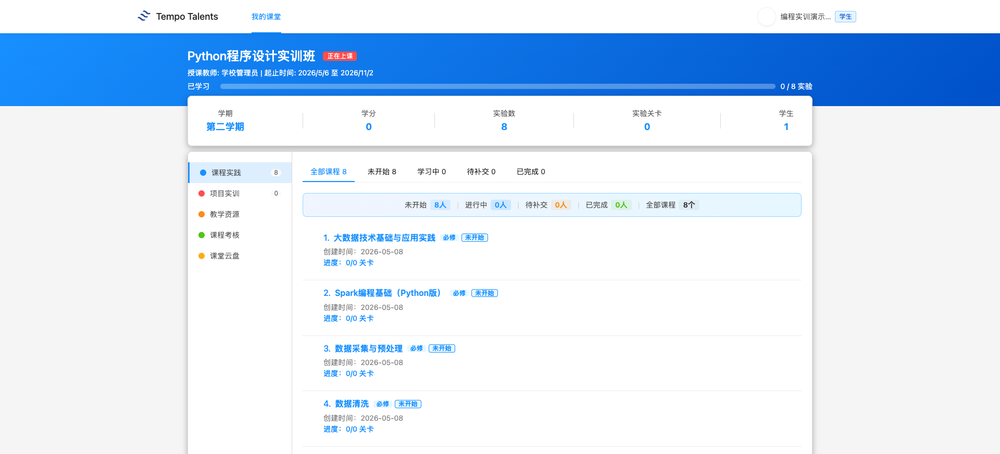 Tempo Talents 我的课堂 编程实训演示... 学生
Python程序设计实训班 正在上课
授课教师: 学校管理员 | 起止时间: 2026/5/6 至 2026/11/2
已学习 0 / 8 实验
学期 学分 实验数 实验关卡 学生
第二学期 0 8 0 1
课程实践 8
项目实训 0
教学资源
课程考核
课堂云盘
全部课程 8 未开始 8 学习中 0 待补交 0 已完成 0
未开始 8人 | 进行中 0人 | 待补交 0人 | 已完成 0人 | 全部课程 8个
1. 大数据技术基础与应用实践 必修 未开始
创建时间：2026-05-08
进度：0/0 关卡
2. Spark编程基础（Python版） 必修 未开始
创建时间：2026-05-08
进度：0/0 关卡
3. 数据采集与预处理 必修 未开始
创建时间：2026-05-08
进度：0/0 关卡
4. 数据清洗 必修 未开始
创建时间：2026-05-08
进度：0/0 关卡